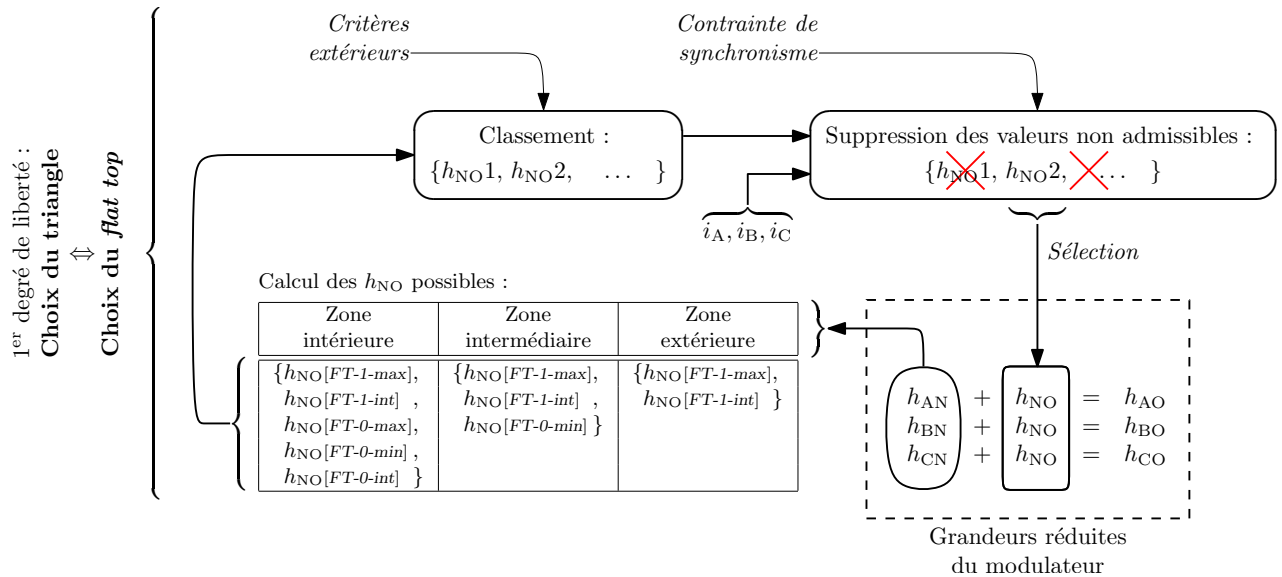 1er degré de liberté :
Choix du triangle
⇕
Choix du flat top
Critères
extérieurs
Contrainte de
synchronisme
Classement :
{hNO1, hNO2, ... }
Suppression des valeurs non admissibles :
{hNO1, hNO2, ... }
iA, iB, iC
Sélection
Calcul des hNO possibles :
Zone intérieure | Zone intermédiaire | Zone extérieure
{hNO[FT-1-max], | {hNO[FT-1-max], | {hNO[FT-1-max],
hNO[FT-1-int] , | hNO[FT-1-int] , | hNO[FT-1-int] }
hNO[FT-0-max], | hNO[FT-0-min] }
hNO[FT-0-min] ,
hNO[FT-0-int] }
hAN + hNO = hAO
hBN + hNO = hBO
hCN + hNO = hCO
Grandeurs réduites
du modulateur